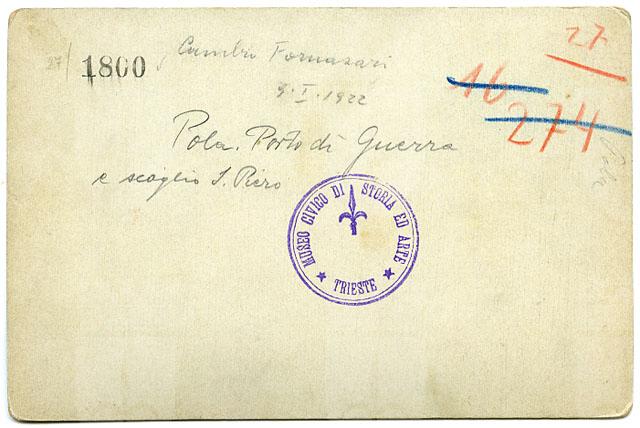 27
27/ 1800 Cambio Fornasari
16
9·I·1922
274
Pola. Porto di Guerra
e scoglio S. Piero
MUSEO CIVICO DI STORIA ED ARTE
TRIESTE